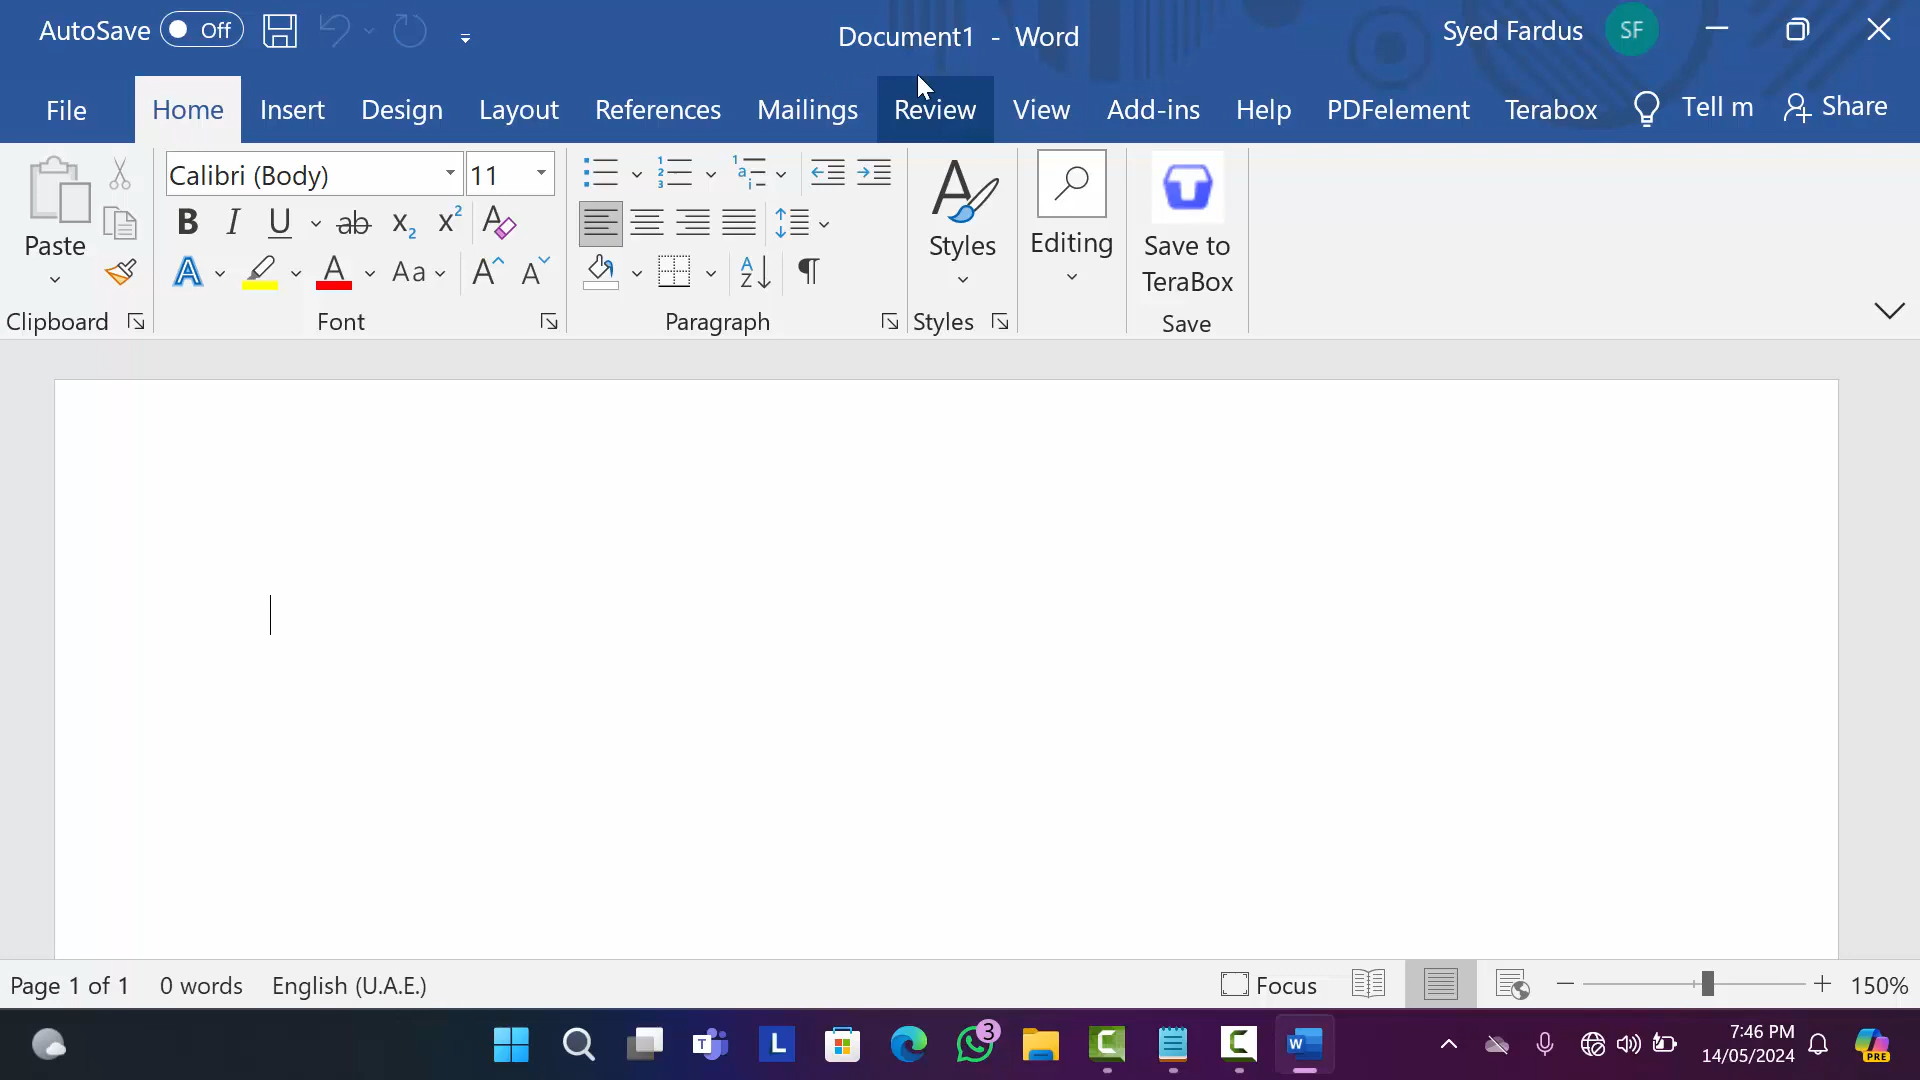 AutoSave Off Document1 - Word Syed Fardus SF
File Home Insert Design Layout References Mailings Review View Add-ins Help PDFelement Terabox Tell m Share
Calibri (Body) 11
Paste Styles Editing Save to
TeraBox
Clipboard Font Paragraph Styles Save
Page 1 of 1 0 words English (U.A.E.) Focus 150%
3 7:46 PM
14/05/2024
PRE